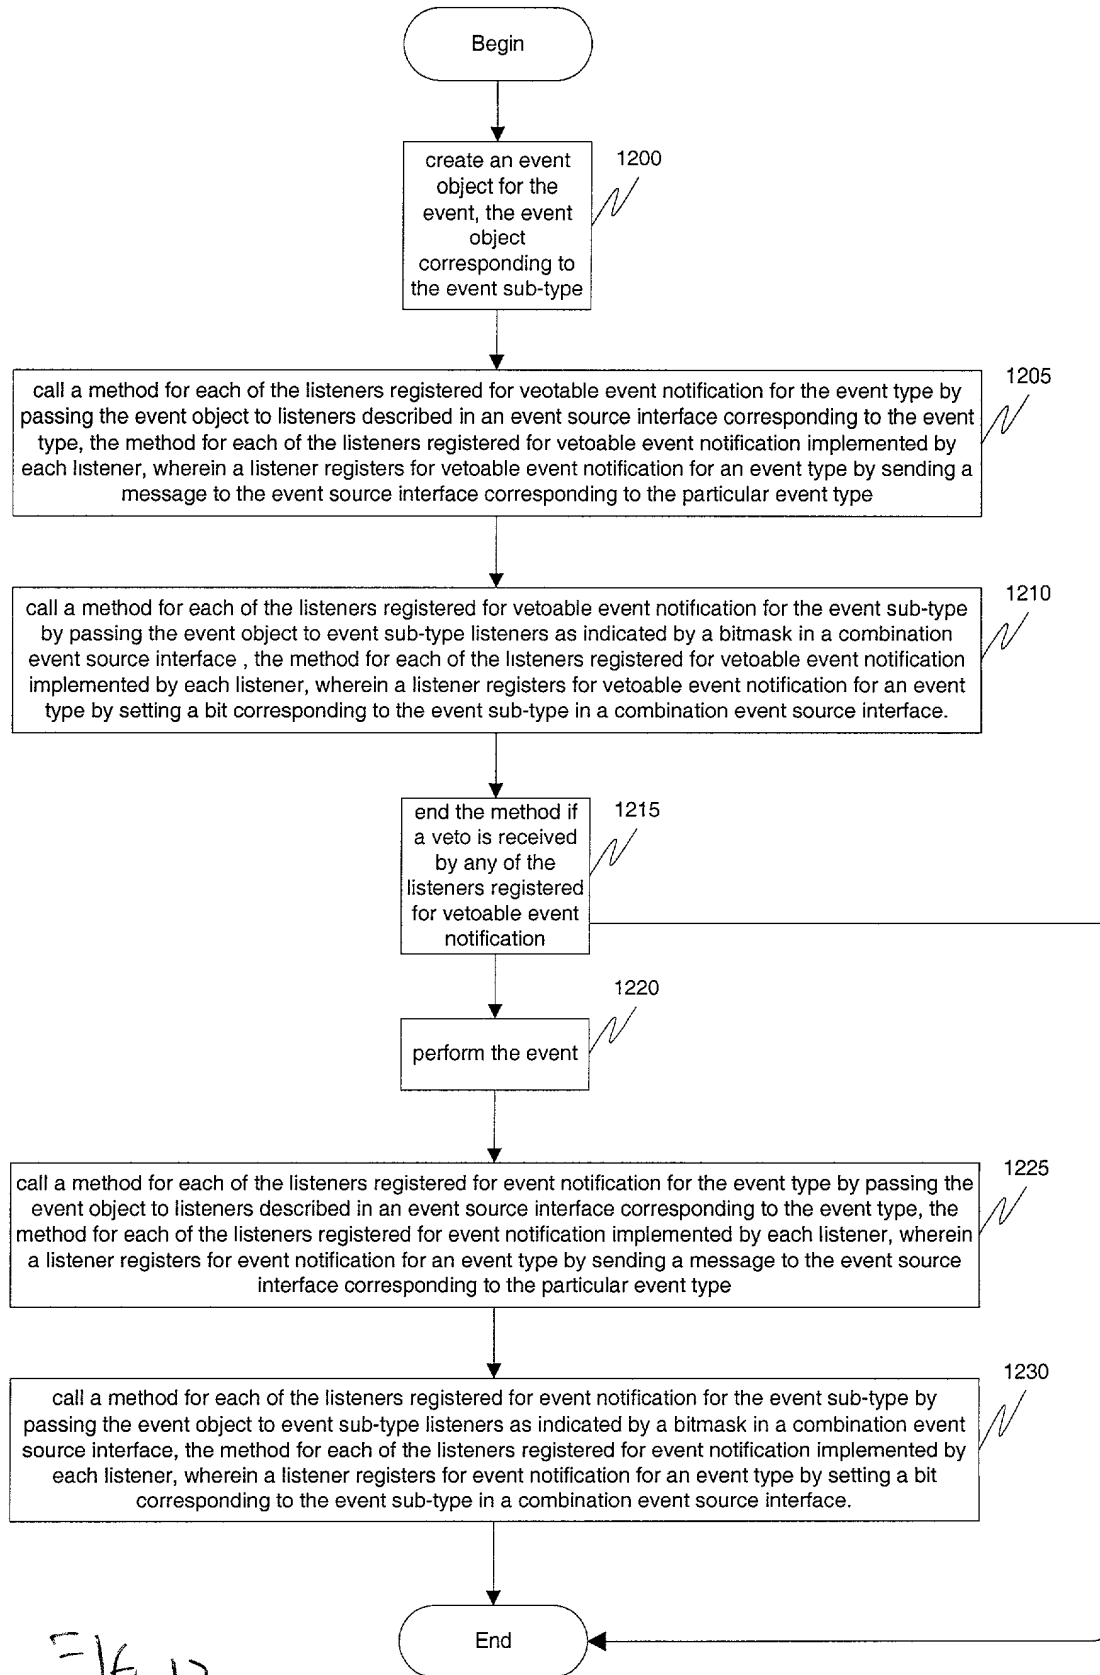 Begin
create an event
object for the
event, the event
object
corresponding to
the event sub-type
1200
call a method for each of the listeners registered for veotable event notification for the event type by
passing the event object to listeners described in an event source interface corresponding to the event
type, the method for each of the listeners registered for vetoable event notification implemented by
each listener, wherein a listener registers for vetoable event notification for an event type by sending a
message to the event source interface corresponding to the particular event type
1205
call a method for each of the listeners registered for vetoable event notification for the event sub-type
by passing the event object to event sub-type listeners as indicated by a bitmask in a combination
event source interface , the method for each of the listeners registered for vetoable event notification
implemented by each listener, wherein a listener registers for vetoable event notification for an event
type by setting a bit corresponding to the event sub-type in a combination event source interface.
1210
end the method if
a veto is received
by any of the
listeners registered
for vetoable event
notification
1215
perform the event
1220
call a method for each of the listeners registered for event notification for the event type by passing the
event object to listeners described in an event source interface corresponding to the event type, the
method for each of the listeners registered for event notification implemented by each listener, wherein
a listener registers for event notification for an event type by sending a message to the event source
interface corresponding to the particular event type
1225
call a method for each of the listeners registered for event notification for the event sub-type by
passing the event object to event sub-type listeners as indicated by a bitmask in a combination event
source interface, the method for each of the listeners registered for event notification implemented by
each listener, wherein a listener registers for event notification for an event type by setting a bit
corresponding to the event sub-type in a combination event source interface.
1230
End